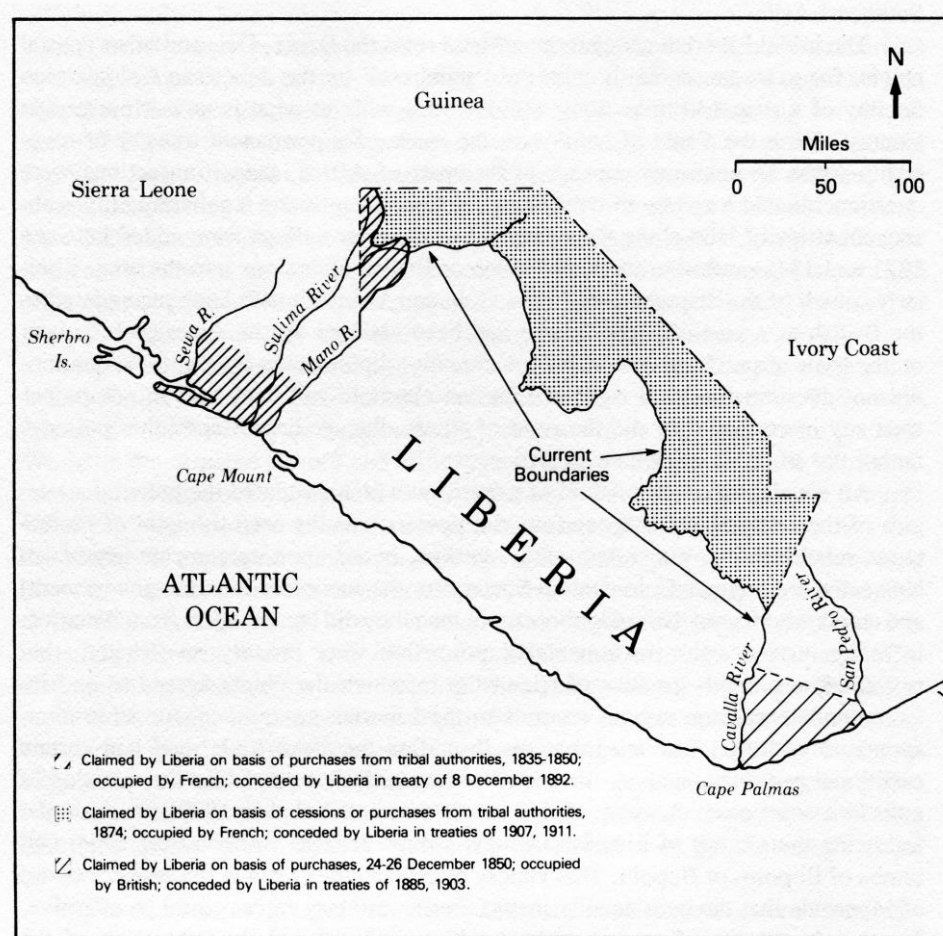 N
Guinea
Miles
0 50 100
Sierra Leone
Sewa R.
Sulima River
Mano R.
Sherbro
Is.
Ivory Coast
Cape Mount
Current
Boundaries
LIBERIA
ATLANTIC
OCEAN
Cavalla River
San Pedro River
Cape Palmas
Claimed by Liberia on basis of purchases from tribal authorities, 1835-1850;
occupied by French; conceded by Liberia in treaty of 8 December 1892.
Claimed by Liberia on basis of cessions or purchases from tribal authorities,
1874; occupied by French; conceded by Liberia in treaties of 1907, 1911.
Claimed by Liberia on basis of purchases, 24-26 December 1850; occupied
by British; conceded by Liberia in treaties of 1885, 1903.